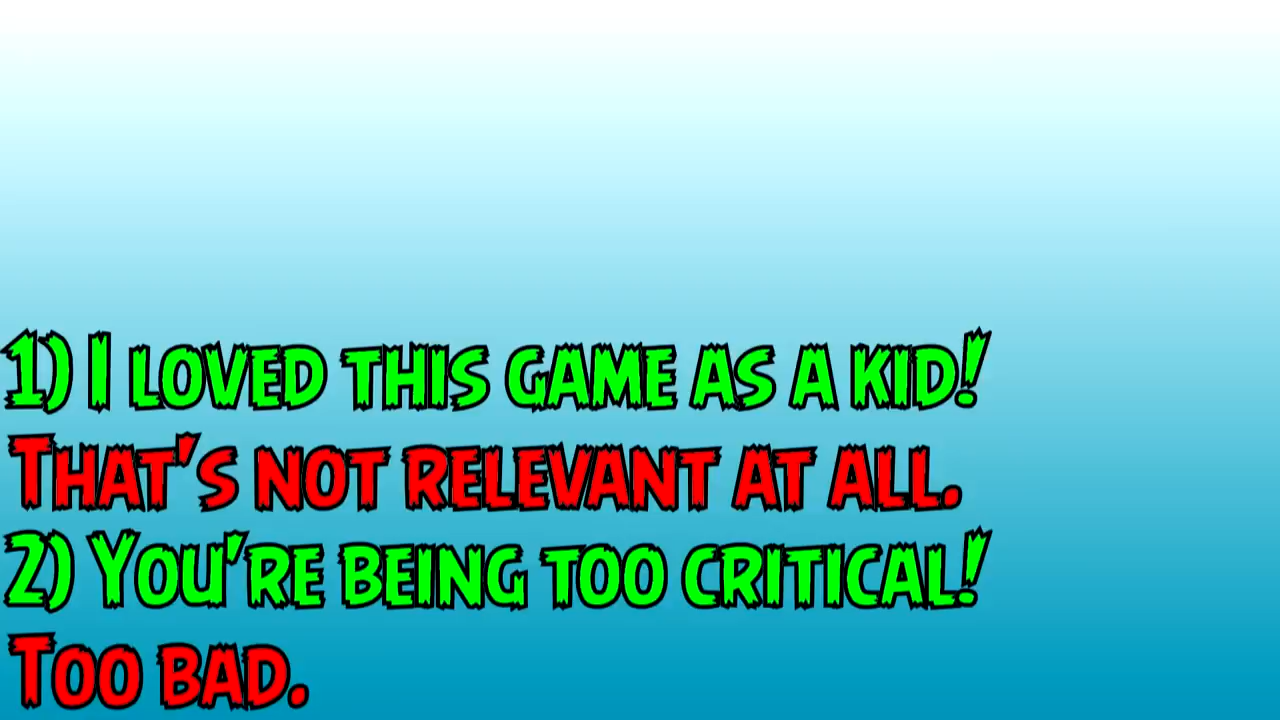 1) I loved this game as a kid!
That's not relevant at all.
2) You're being too critical!
Too bad.